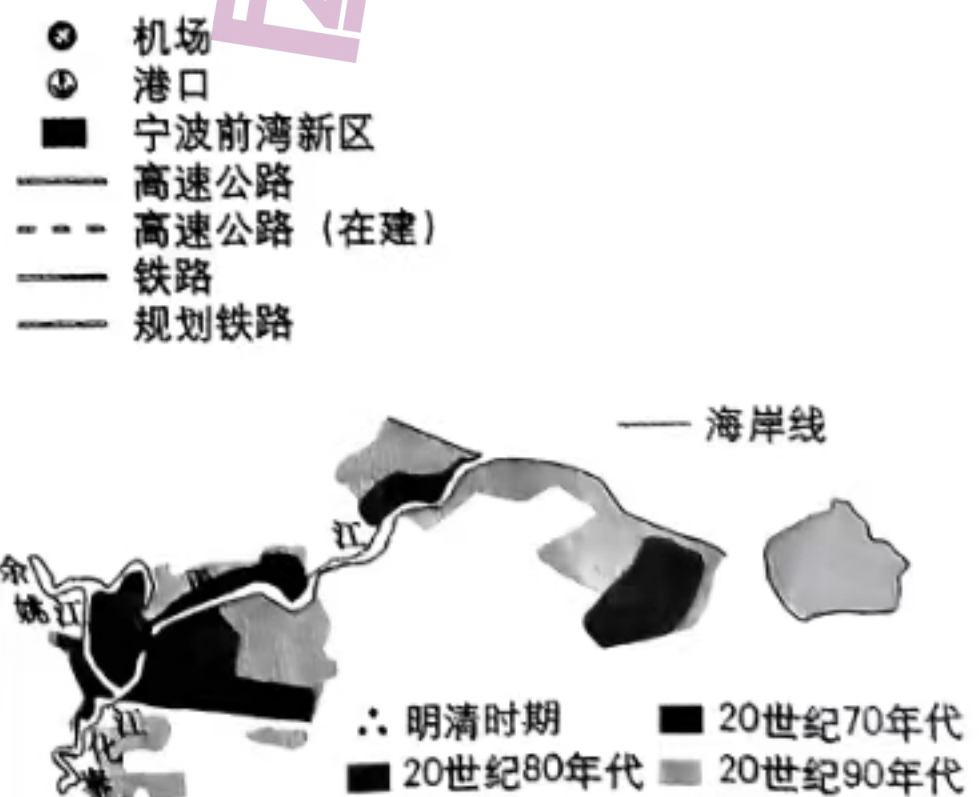 机场
港口
宁波前湾新区
高速公路
高速公路（在建）
铁路
规划铁路
海岸线
江
余
姚江
江
化
奉
∴ 明清时期
20世纪70年代
20世纪80年代
20世纪90年代